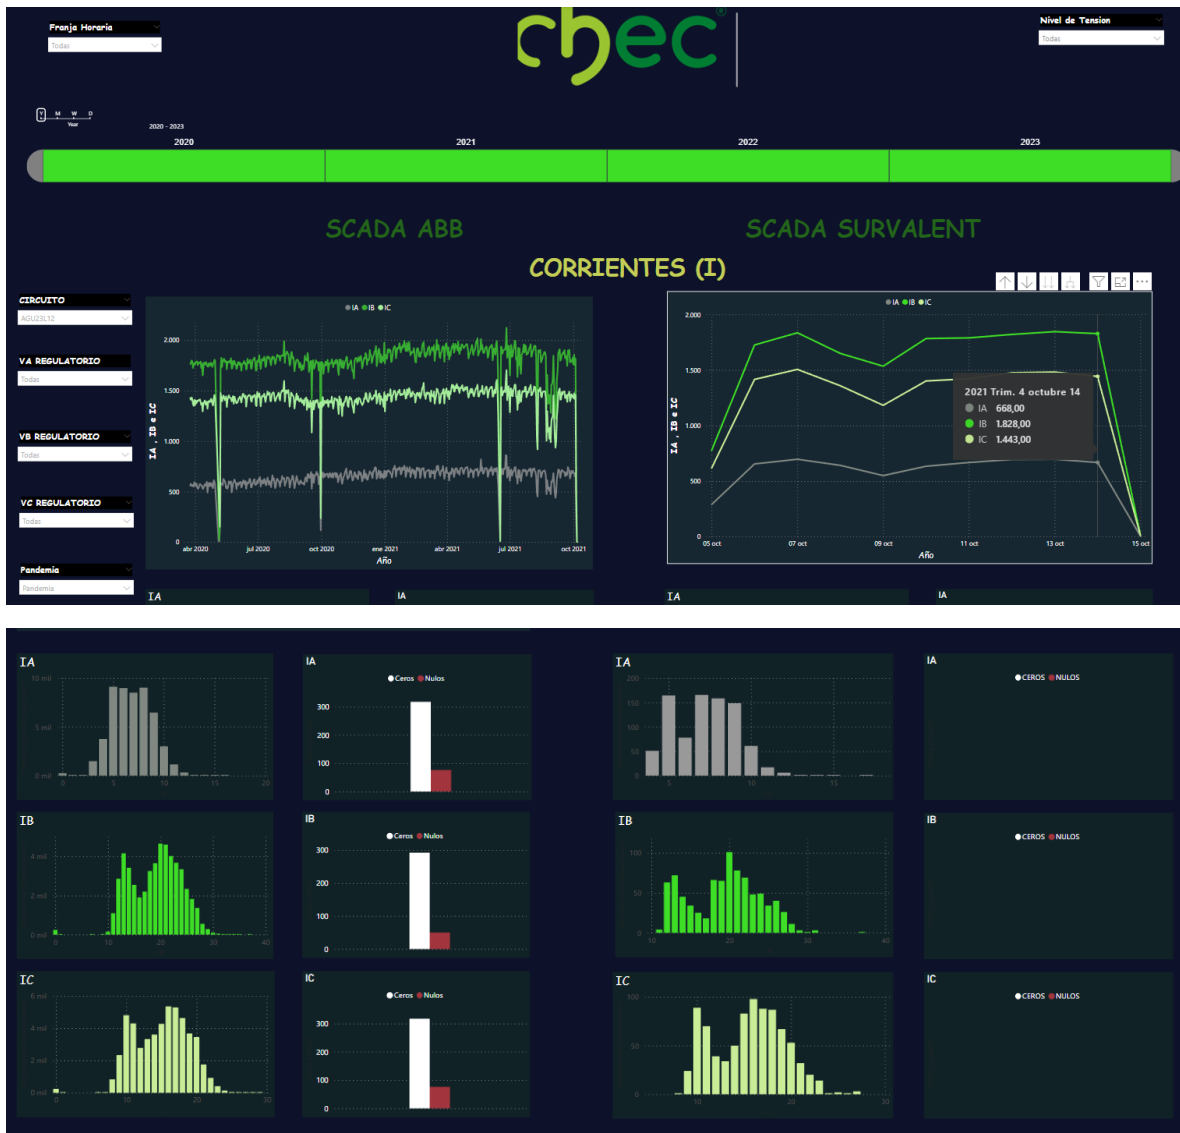 Franja Horaria
Todas
chec®
Nivel de Tension
Todas
Y M W D
Year
2020 - 2023
2020 2021 2022 2023
SCADA ABB
SCADA SURVALENT
CORRIENTES (I)
CIRCUITO
AGU23L12
VA REGULATORIO
Todas
VB REGULATORIO
Todas
VC REGULATORIO
Todas
Pandemia
Pandemia
IA IB IC
IA , IB e IC
2.000
1.500
1.000
500
0
abr 2020 jul 2020 oct 2020 ene 2021 abr 2021 jul 2021 oct 2021
Año
IA IB IC
IA , IB e IC
2.000
1.500
1.000
500
0
05 oct 07 oct 09 oct 11 oct 13 oct 15 oct
Año
2021 Trim. 4 octubre 14
IA 668,00
IB 1.828,00
IC 1.443,00
IA IA IA IA
IA
10 mil
5 mil
0 mil
0 5 10 15 20
IA
Ceros Nulos
300
200
100
0
IA
200
150
100
50
0
5 10 15
IA
CEROS NULOS
IB
4 mil
2 mil
0 mil
0 10 20 30 40
IB
Ceros Nulos
300
200
100
0
IB
100
50
0
10 20 30 40
IB
CEROS NULOS
IC
6 mil
4 mil
2 mil
0 mil
0 10 20 30
IC
Ceros Nulos
300
200
100
0
IC
100
50
0
10 20 30
IC
CEROS NULOS